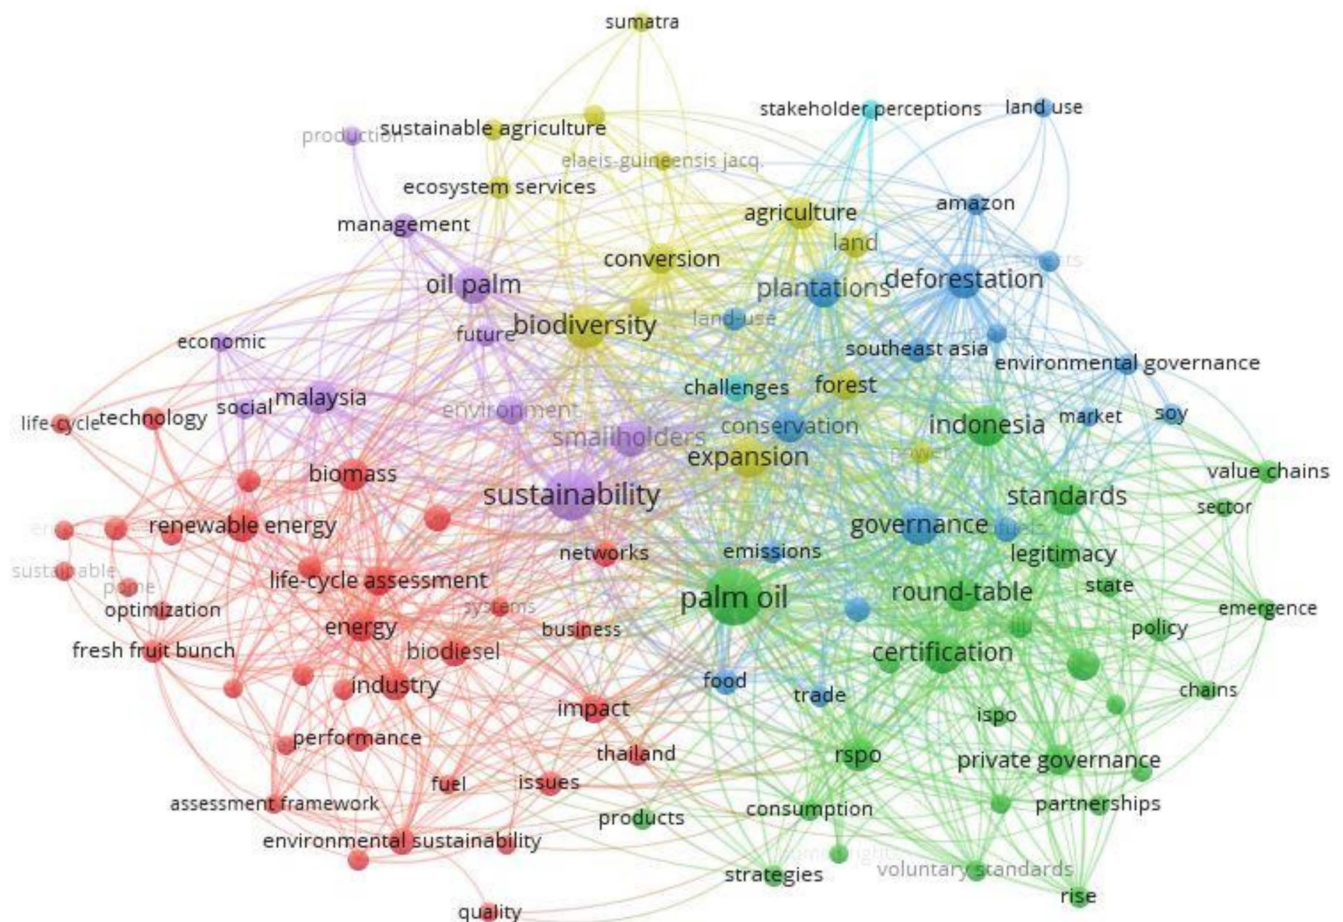 sumatra
stakeholder perceptions
land use
production
sustainable agriculture
elaeis-guineensis jacq.
ecosystem services
amazon
agriculture
management
land
conversion
deforestation
oil palm
plantations
land-use
biodiversity
future
economic
southeast asia
environmental governance
challenges
forest
malaysia
social
environment
market
soy
life-cycle
technology
conservation
indonesia
smallholders
expansion
power
biomass
value chains
sustainability
standards
sector
renewable energy
governance
networks
emissions
legitimacy
sustainable
life-cycle assessment
pome
state
round-table
palm oil
optimization
systems
emergence
energy
business
policy
fresh fruit bunch
biodiesel
certification
food
industry
trade
chains
impact
ispo
performance
thailand
rspo
private governance
fuel
issues
assessment framework
products
consumption
partnerships
environmental sustainability
strategies
voluntary standards
rise
quality